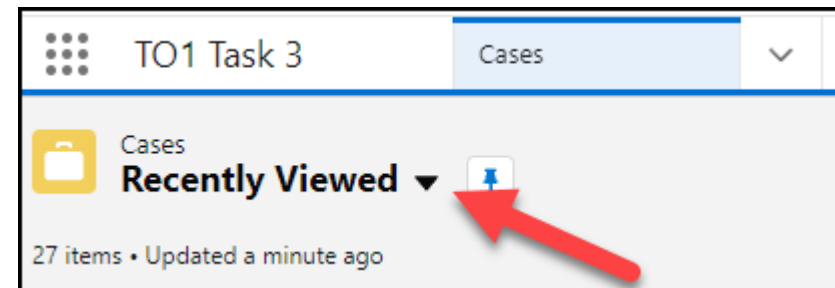 TO1 Task 3
Cases
Cases
Recently Viewed
27 items • Updated a minute ago